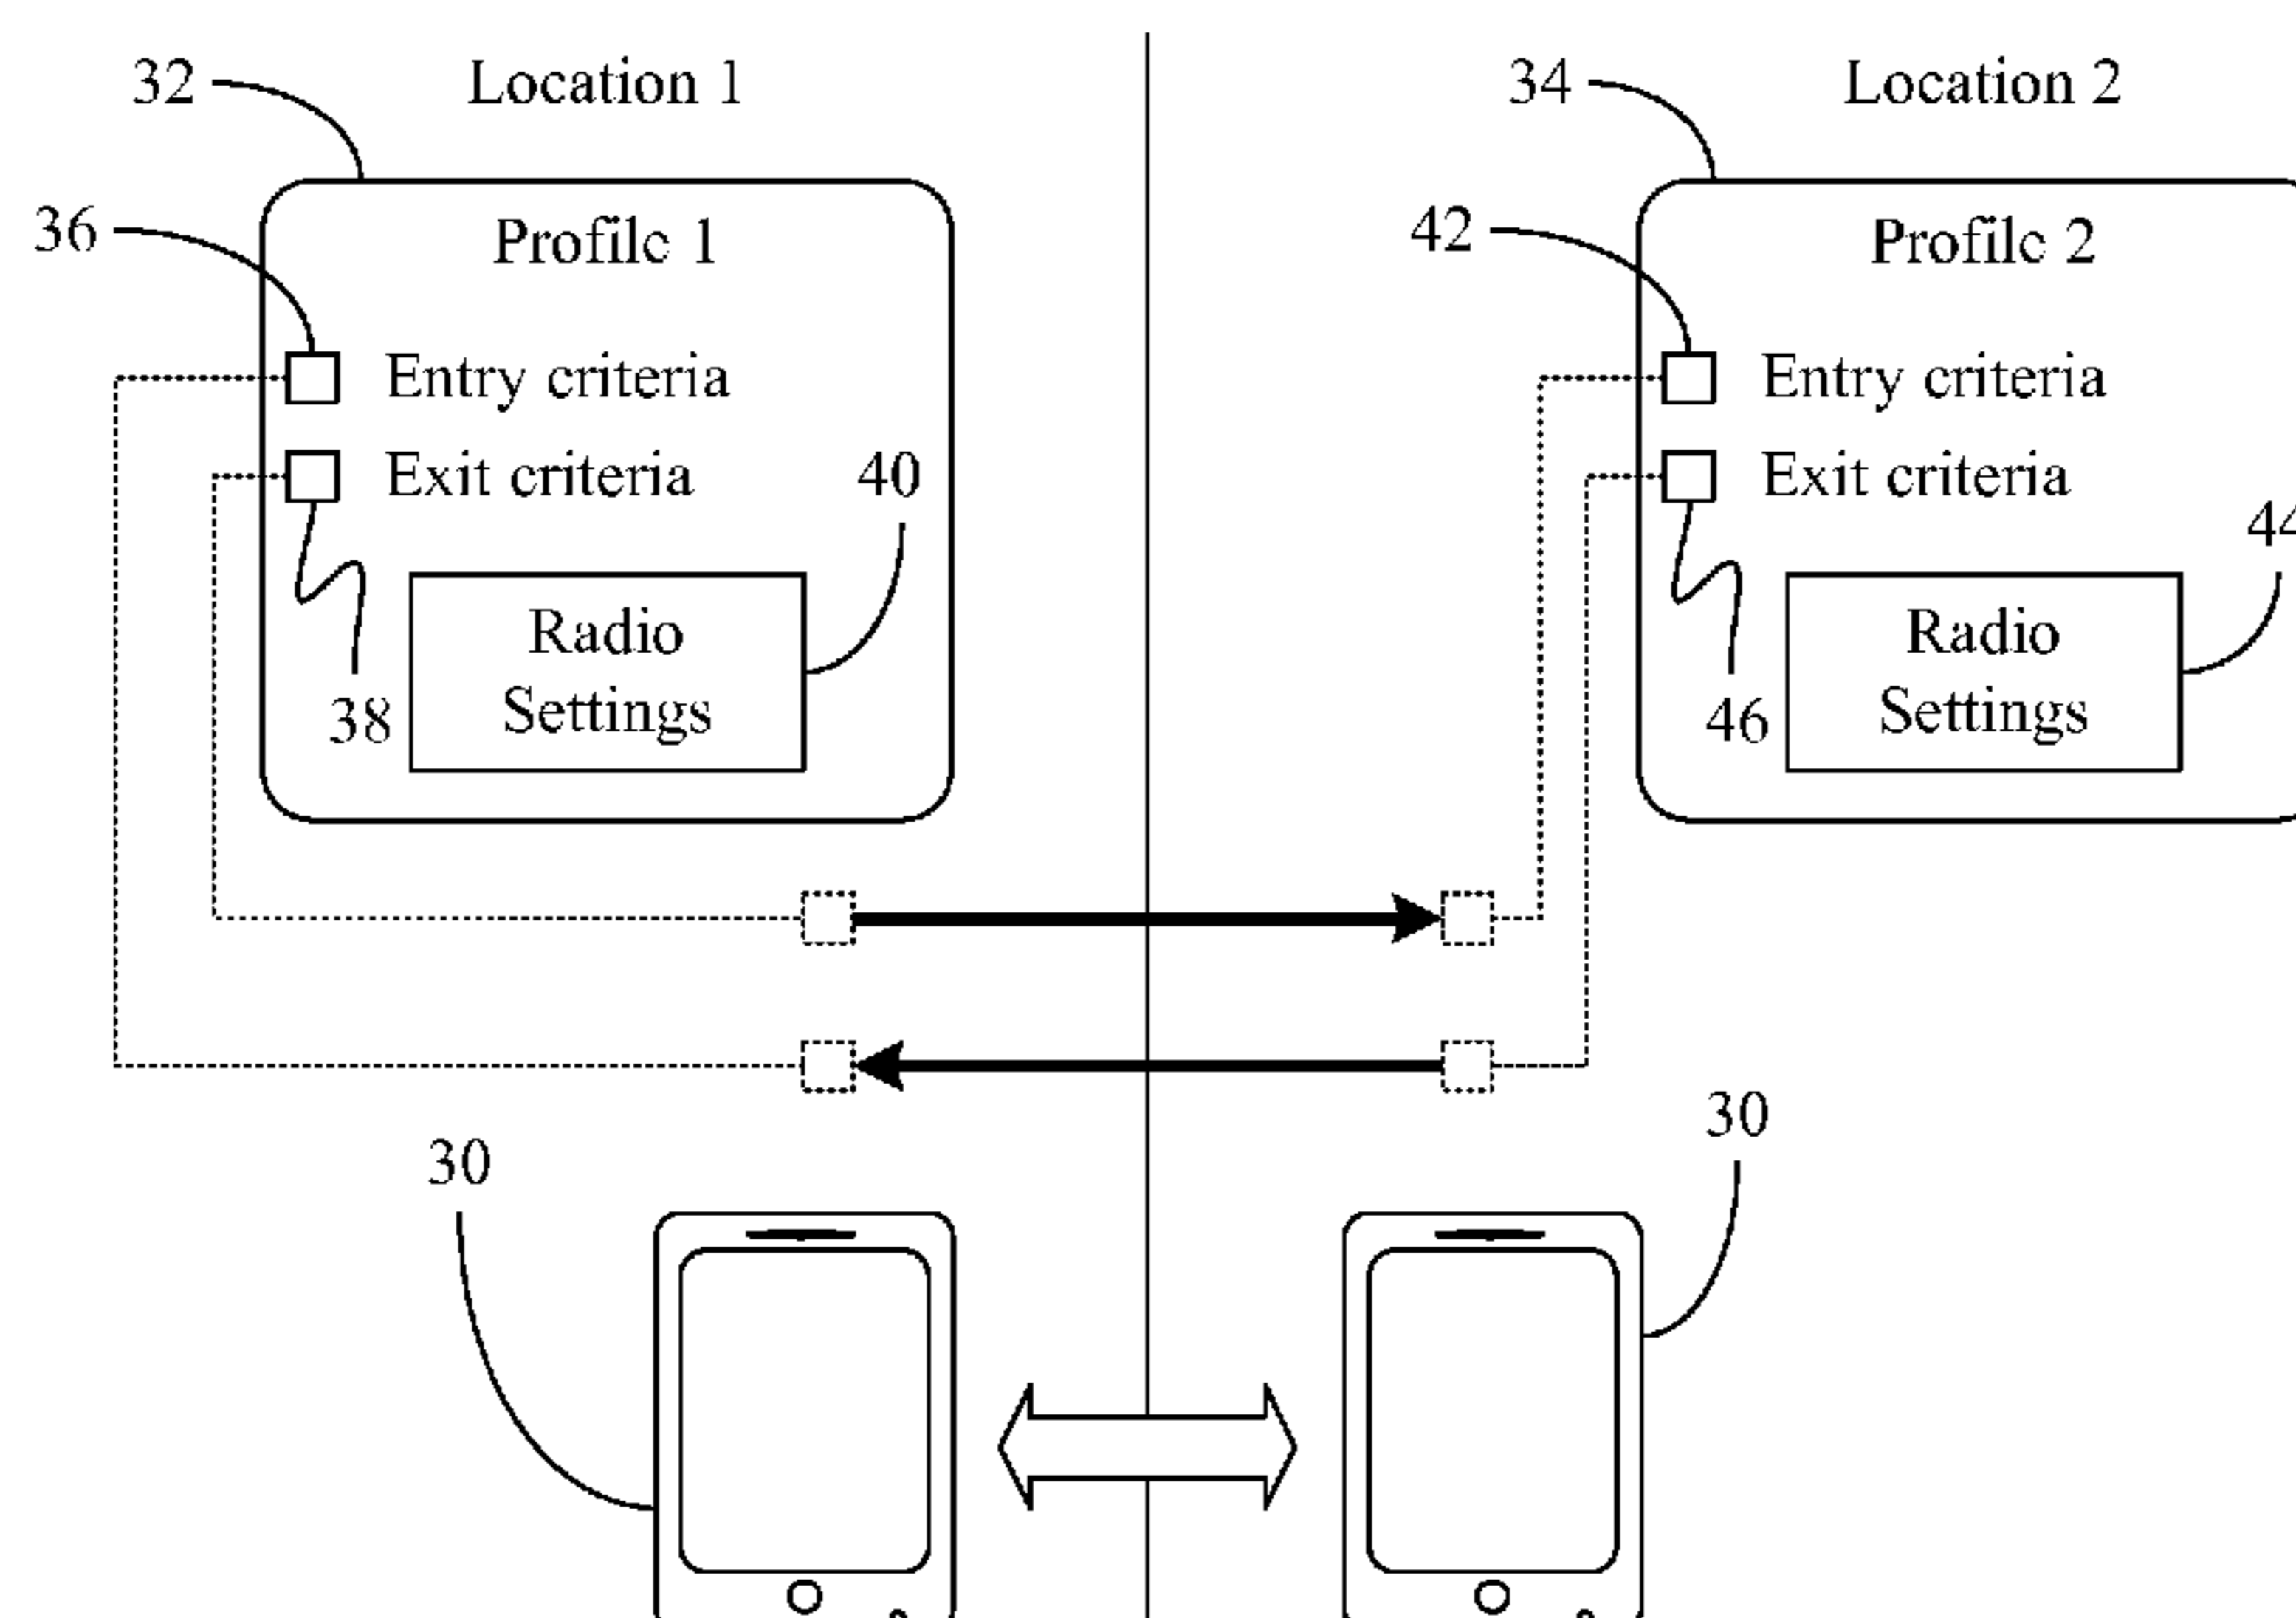 32
Location 1
34
Location 2
36
Profile 1
42
Profile 2
Entry criteria
Entry criteria
Exit criteria
40
Exit criteria
44
Radio
Settings
Radio
Settings
38
46
30
30